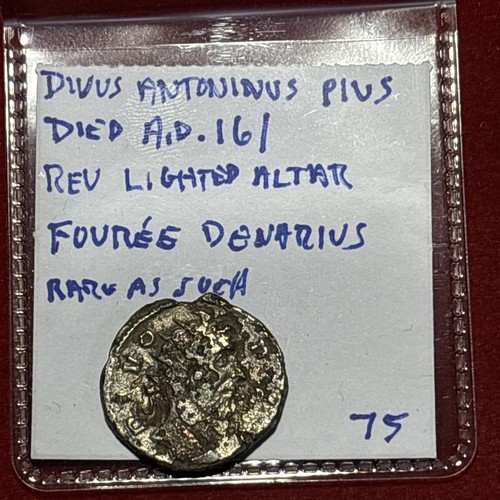 DIVUS ANTONINUS PIUS
DIED A.D. 161
REV LIGHTED ALTAR
FOURÉE DENARIUS
RARE AS SUCH
75